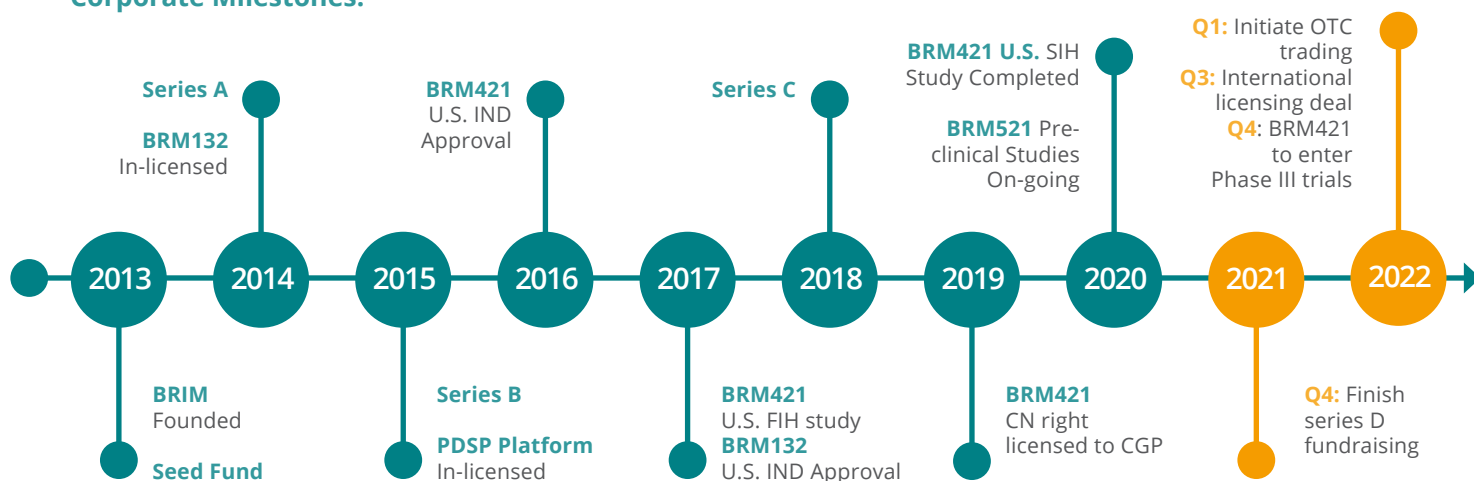 Corporate Milestones:
Series A
BRM132
In-licensed
BRM421
U.S. IND
Approval
Series C
BRM421 U.S. SIH
Study Completed
BRM521 Pre-
clinical Studies
On-going
Q1: Initiate OTC
trading
Q3: International
licensing deal
Q4: BRM421
to enter
Phase III trials
2013
2014
2015
2016
2017
2018
2019
2020
2021
2022
BRIM
Founded
Seed Fund
Series B
PDSP Platform
In-licensed
BRM421
U.S. FIH study
BRM132
U.S. IND Approval
BRM421
CN right
licensed to CGP
Q4: Finish
series D
fundraising